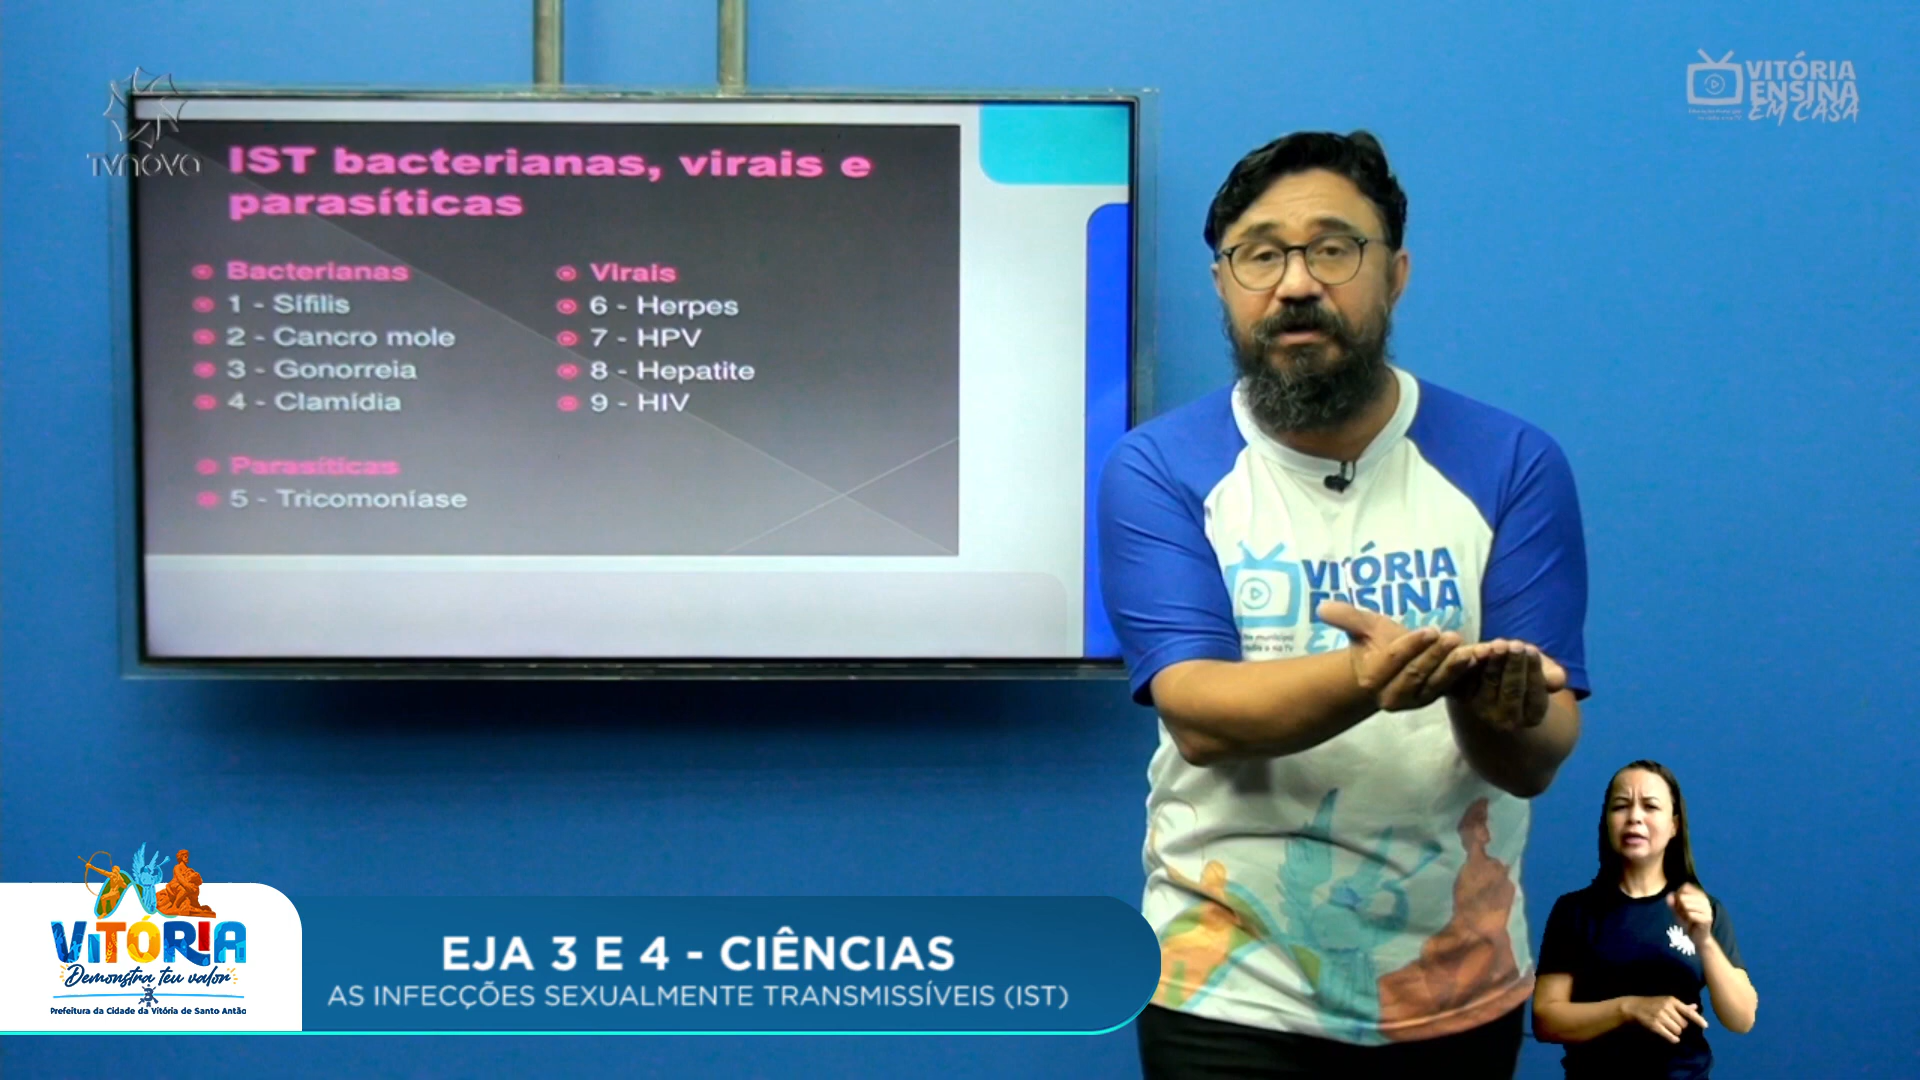 TVNOVA
VITÓRIA
ENSINA
EM CASA
IST bacterianas, virais e
parasíticas
Bacterianas
1 - Sífilis
2 - Cancro mole
3 - Gonorreia
4 - Clamídia
Parasíticas
5 - Tricomoníase
Virais
6 - Herpes
7 - HPV
8 - Hepatite
9 - HIV
VITÓRIA
ENSINA
VITÓRIA
Demonstra teu valor
Prefeitura da Cidade da Vitória de Santo Antão
EJA 3 E 4 - CIÊNCIAS
AS INFECÇÕES SEXUALMENTE TRANSMISSÍVEIS (IST)